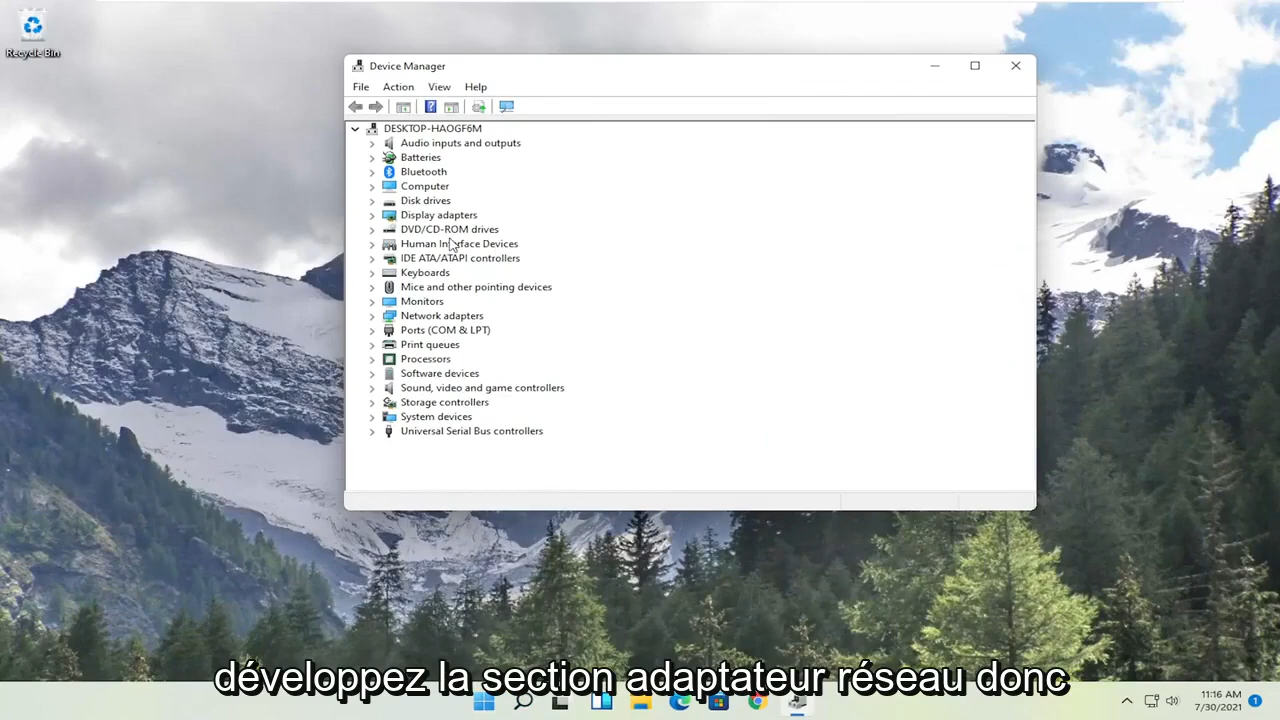 Recycle Bin
Device Manager
File Action View Help
DESKTOP-HAOGF6M
Audio inputs and outputs
Batteries
Bluetooth
Computer
Disk drives
Display adapters
DVD/CD-ROM drives
Human Interface Devices
IDE ATA/ATAPI controllers
Keyboards
Mice and other pointing devices
Monitors
Network adapters
Ports (COM & LPT)
Print queues
Processors
Software devices
Sound, video and game controllers
Storage controllers
System devices
Universal Serial Bus controllers
développez la section adaptateur réseau donc
11:16 AM
7/30/2021
1